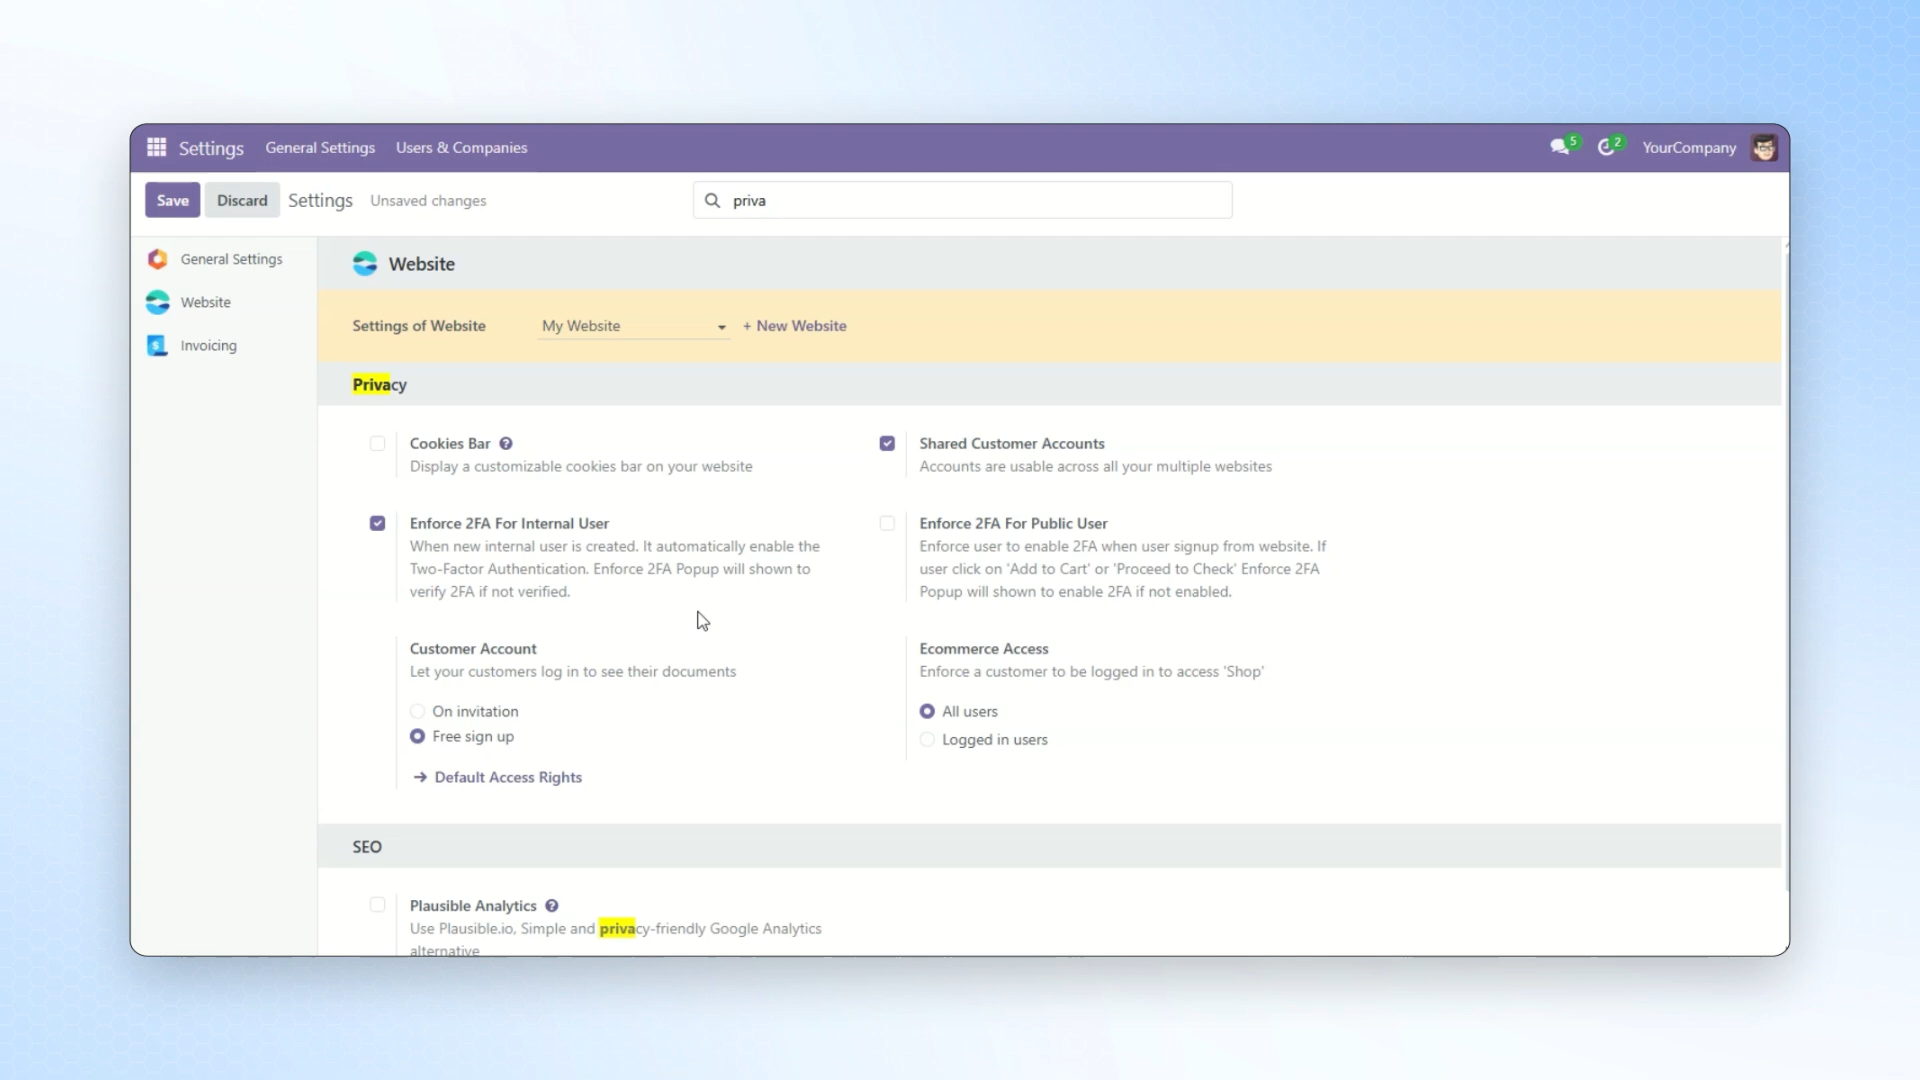 Settings General Settings Users & Companies 5 2 YourCompany
Save Discard Settings Unsaved changes priva
General Settings
Website
Invoicing
Website
Settings of Website My Website + New Website
Privacy
Cookies Bar ?
Display a customizable cookies bar on your website
Shared Customer Accounts
Accounts are usable across all your multiple websites
Enforce 2FA For Internal User
When new internal user is created. It automatically enable the
Two-Factor Authentication. Enforce 2FA Popup will shown to
verify 2FA if not verified.
Enforce 2FA For Public User
Enforce user to enable 2FA when user signup from website. If
user click on 'Add to Cart' or 'Proceed to Check' Enforce 2FA
Popup will shown to enable 2FA if not enabled.
Customer Account
Let your customers log in to see their documents
On invitation
Free sign up
→ Default Access Rights
Ecommerce Access
Enforce a customer to be logged in to access 'Shop'
All users
Logged in users
SEO
Plausible Analytics ?
Use Plausible.io, Simple and privacy-friendly Google Analytics
alternative